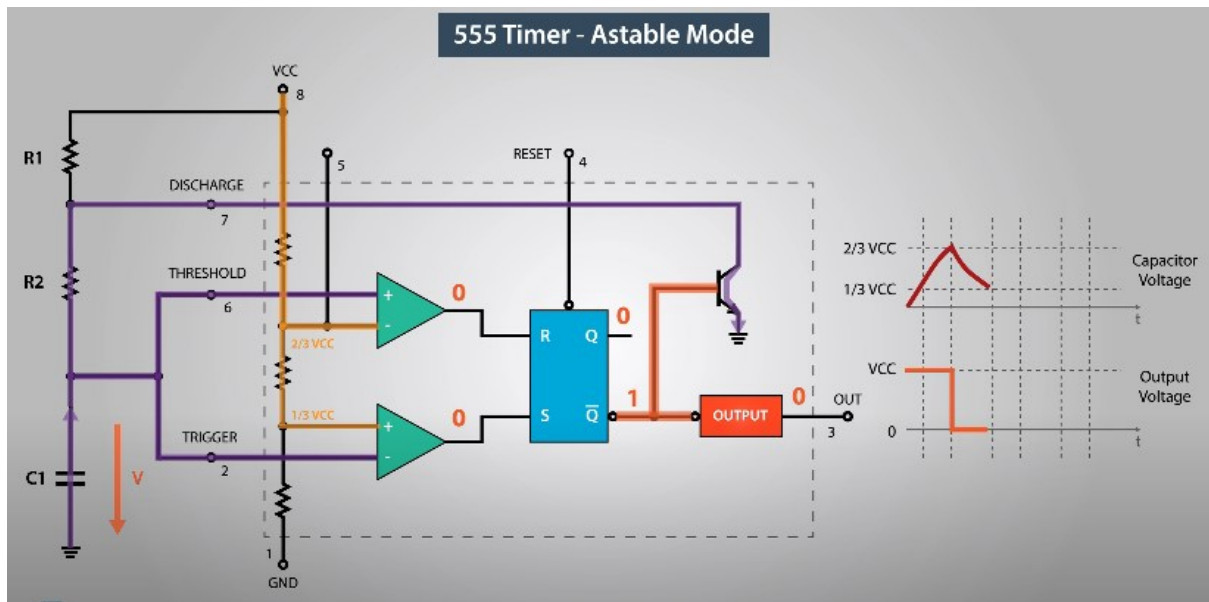 555 Timer - Astable Mode
VCC
8
R1
5
RESET
4
DISCHARGE
7
R2
THRESHOLD
6
+
-
0
2/3 VCC
R
Q
0
1/3 VCC
+
-
0
S
Q̅
1
OUTPUT
0
OUT
3
TRIGGER
2
C1
V
1
GND
2/3 VCC
1/3 VCC
Capacitor
Voltage
t
VCC
0
Output
Voltage
t